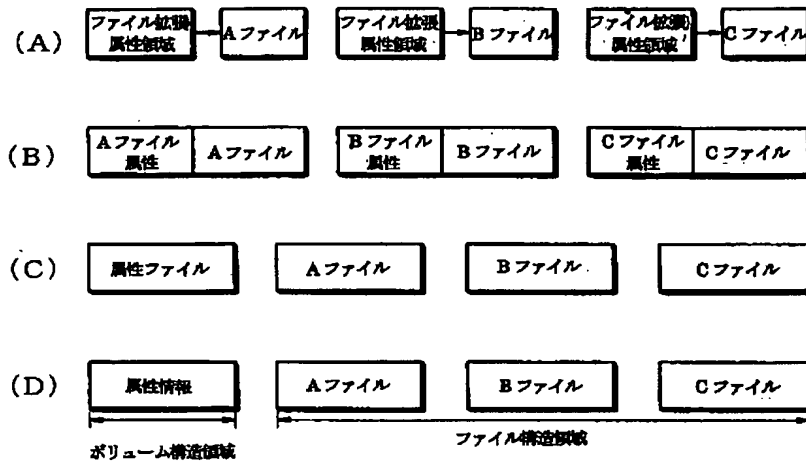 (A)
ファイル拡張
属性領域
Aファイル
ファイル拡張
属性領域
Bファイル
ファイル拡張
属性領域
Cファイル
(B)
Aファイル
属性
Aファイル
Bファイル
属性
Bファイル
Cファイル
属性
Cファイル
(C)
属性ファイル
Aファイル
Bファイル
Cファイル
(D)
属性情報
Aファイル
Bファイル
Cファイル
ボリューム構造領域
ファイル構造領域